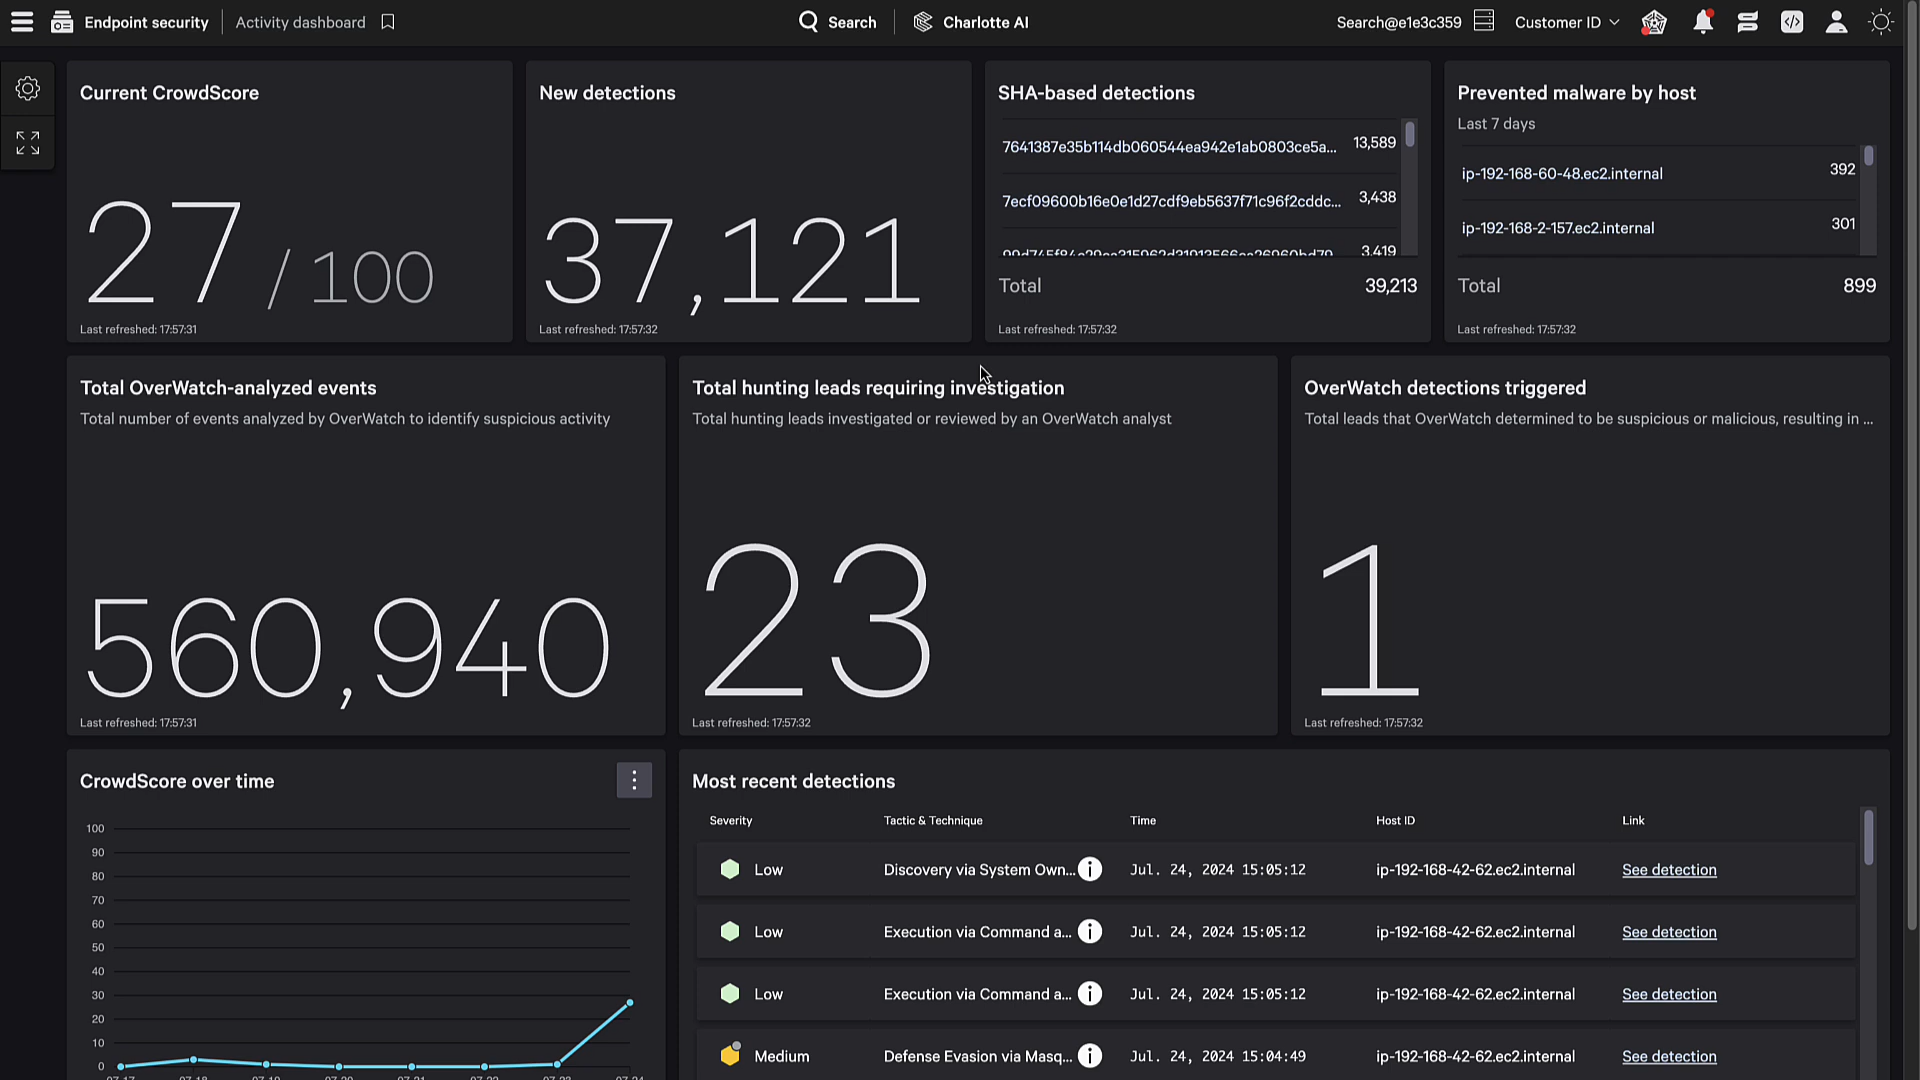 Endpoint security
Activity dashboard
Search
Charlotte AI
Search@e1e3c359
Customer ID
Current CrowdScore
27 / 100
Last refreshed: 17:57:31
New detections
37,121
Last refreshed: 17:57:32
SHA-based detections
7641387e35b114db060544ea942e1ab0803ce5a... 13,589
7ecf09600b16e0e1d27cdf9eb5637f71c96f2cddc... 3,438
3,419
Total 39,213
Last refreshed: 17:57:32
Prevented malware by host
Last 7 days
ip-192-168-60-48.ec2.internal 392
ip-192-168-2-157.ec2.internal 301
Total 899
Last refreshed: 17:57:32
Total OverWatch-analyzed events
Total number of events analyzed by OverWatch to identify suspicious activity
560,940
Last refreshed: 17:57:31
Total hunting leads requiring investigation
Total hunting leads investigated or reviewed by an OverWatch analyst
23
Last refreshed: 17:57:32
OverWatch detections triggered
Total leads that OverWatch determined to be suspicious or malicious, resulting in ...
1
Last refreshed: 17:57:32
CrowdScore over time
100
90
80
70
60
50
40
30
20
10
0
Most recent detections
Severity Tactic & Technique Time Host ID Link
Low Discovery via System Own... Jul. 24, 2024 15:05:12 ip-192-168-42-62.ec2.internal See detection
Low Execution via Command a... Jul. 24, 2024 15:05:12 ip-192-168-42-62.ec2.internal See detection
Low Execution via Command a... Jul. 24, 2024 15:05:12 ip-192-168-42-62.ec2.internal See detection
Medium Defense Evasion via Masq... Jul. 24, 2024 15:04:49 ip-192-168-42-62.ec2.internal See detection